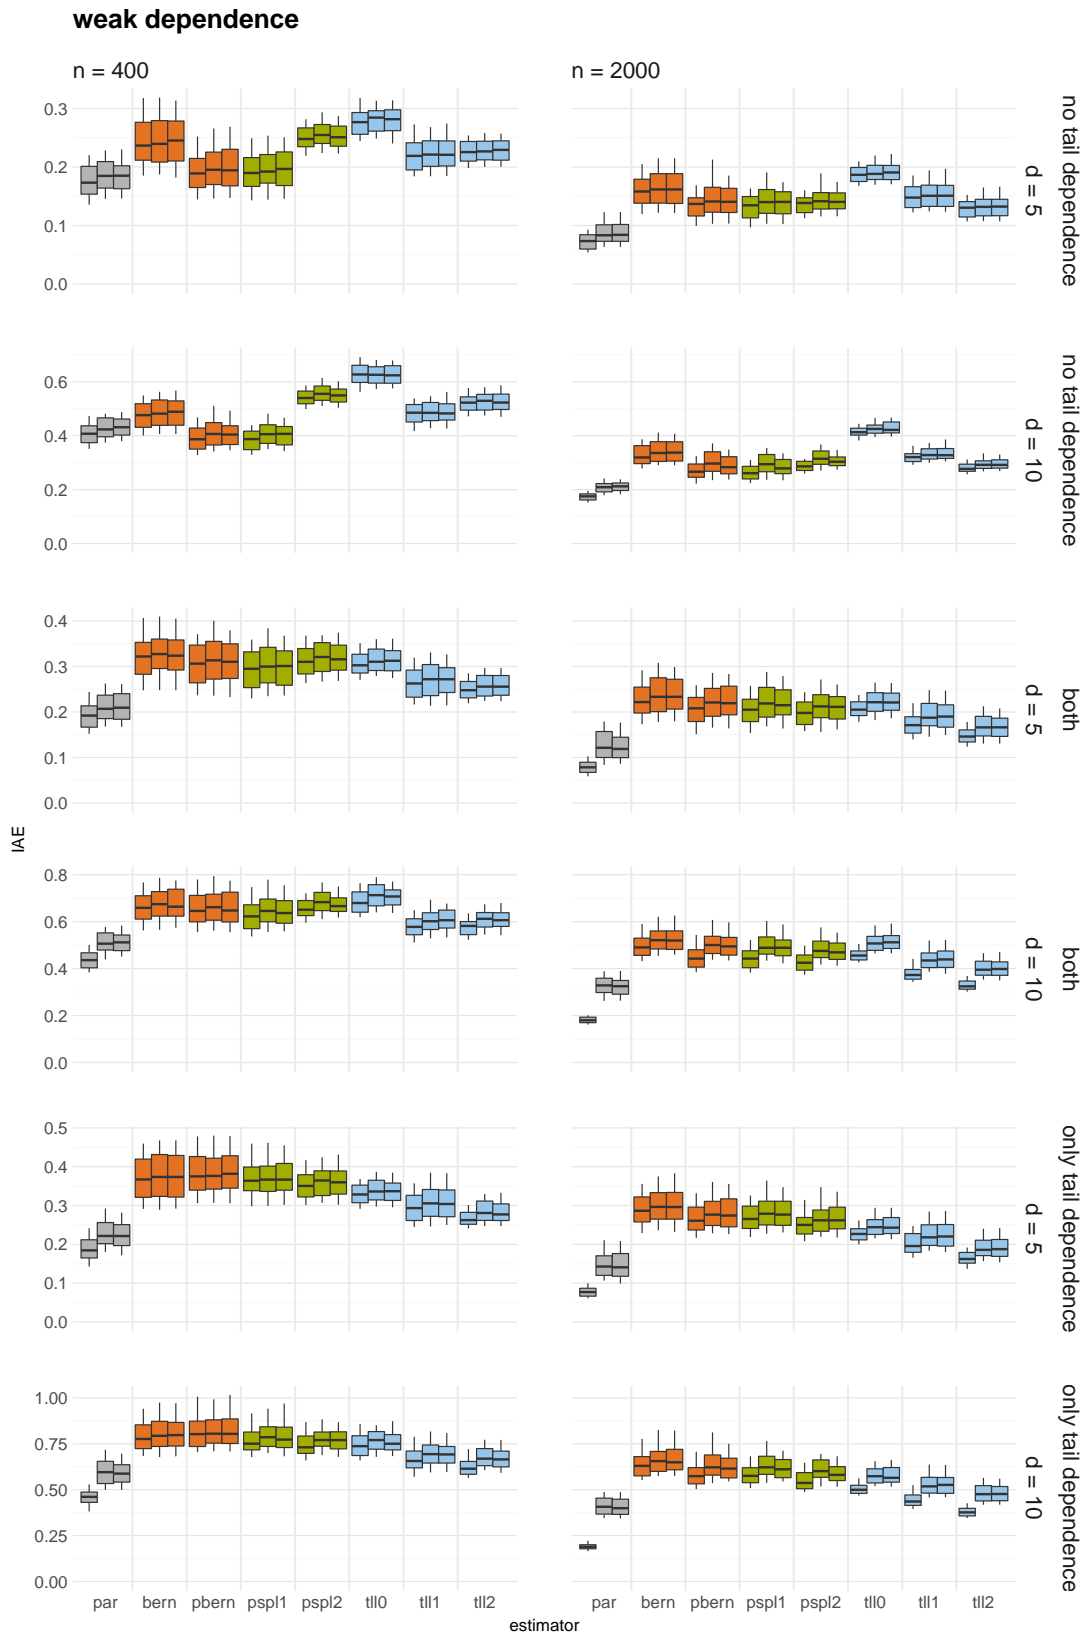 weak dependence
n = 400
n = 2000
0.3
0.2
0.1
0.0
no tail dependence
d = 5
0.6
0.4
0.2
0.0
no tail dependence
d = 10
0.4
0.3
0.2
0.1
0.0
both
d = 5
IAE
0.8
0.6
0.4
0.2
0.0
both
d = 10
0.5
0.4
0.3
0.2
0.1
0.0
only tail dependence
d = 5
1.00
0.75
0.50
0.25
0.00
only tail dependence
d = 10
par bern pbern pspl1 pspl2 tll0 tll1 tll2
par bern pbern pspl1 pspl2 tll0 tll1 tll2
estimator